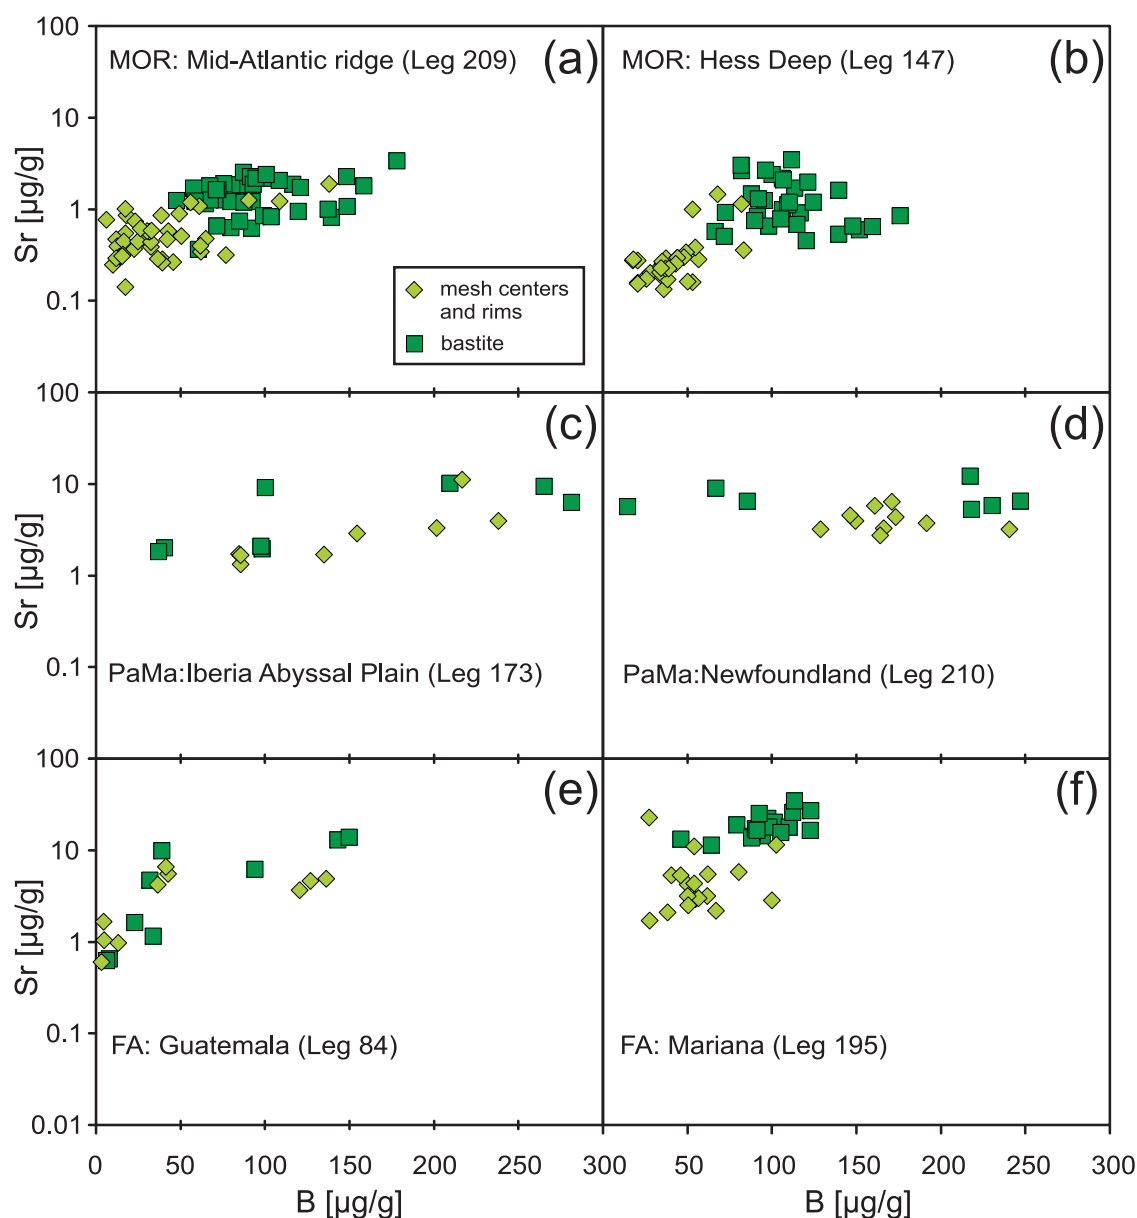 100
MOR: Mid-Atlantic ridge (Leg 209) (a)
MOR: Hess Deep (Leg 147) (b)
10
Sr [µg/g]
1
0.1
mesh centers
and rims
bastite
100
(c)
(d)
10
Sr [µg/g]
1
0.1
PaMa:Iberia Abyssal Plain (Leg 173)
PaMa:Newfoundland (Leg 210)
100
(e)
(f)
10
Sr [µg/g]
1
0.1
FA: Guatemala (Leg 84)
FA: Mariana (Leg 195)
0.01
0 50 100 150 200 250 300 50 100 150 200 250 300
B [µg/g]
B [µg/g]